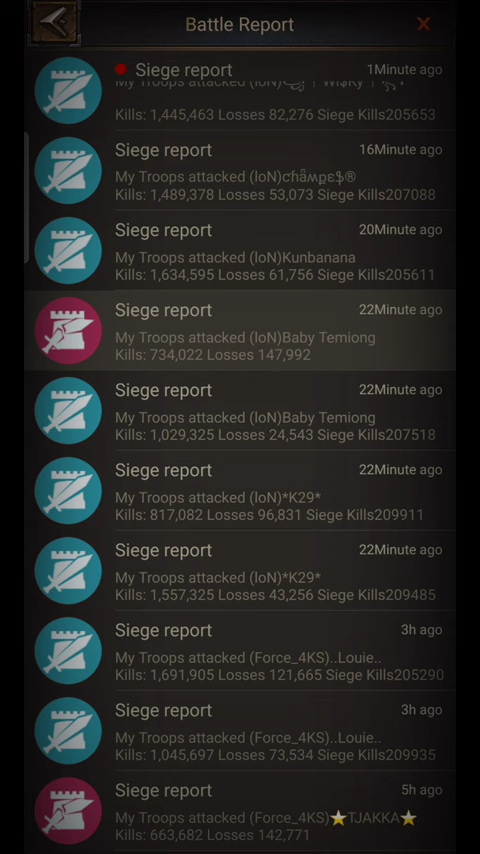 Battle Report
Siege report
1Minute ago
My Troops attacked (IoN)
Kills: 1,445,463 Losses 82,276 Siege Kills205653
Siege report
16Minute ago
My Troops attacked (IoN)
Kills: 1,489,378 Losses 53,073 Siege Kills207088
Siege report
20Minute ago
My Troops attacked (IoN)Kunbanana
Kills: 1,634,595 Losses 61,756 Siege Kills205611
Siege report
22Minute ago
My Troops attacked (IoN)Baby Temiong
Kills: 734,022 Losses 147,992
Siege report
22Minute ago
My Troops attacked (IoN)Baby Temiong
Kills: 1,029,325 Losses 24,543 Siege Kills207518
Siege report
22Minute ago
My Troops attacked (IoN)*K29*
Kills: 817,082 Losses 96,831 Siege Kills209911
Siege report
22Minute ago
My Troops attacked (IoN)*K29*
Kills: 1,557,325 Losses 43,256 Siege Kills209485
Siege report
3h ago
My Troops attacked (Force_4KS)..Louie..
Kills: 1,691,905 Losses 121,665 Siege Kills205290
Siege report
3h ago
My Troops attacked (Force_4KS)..Louie..
Kills: 1,045,697 Losses 73,534 Siege Kills209935
Siege report
5h ago
My Troops attacked (Force_4KS)⭐TJAKKA⭐
Kills: 663,682 Losses 142,771